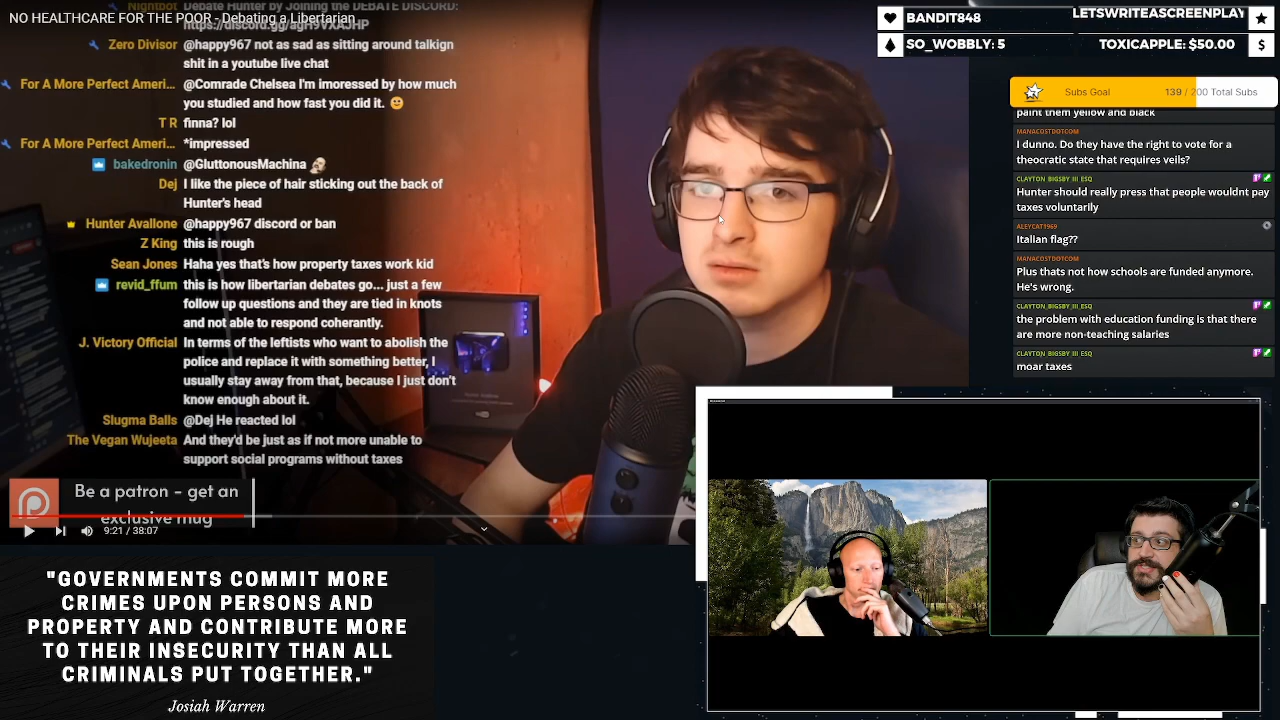 NO HEALTHCARE FOR THE POOR - Debating a Libertarian
Nightbot Debate Hunter by Joining the DEBATE DISCORD:
https://discord.gg/agH9VXAJHP
Zero Divisor @happy967 not as sad as sitting around talkign
shit in a youtube live chat
For A More Perfect Ameri... @Comrade Chelsea I'm imoressed by how much
you studied and how fast you did it. 🙂
T R finna? lol
For A More Perfect Ameri... *impressed
bakedronin @GluttonousMachina
Dej I like the piece of hair sticking out the back of
Hunter's head
Hunter Avallone @happy967 discord or ban
Z King this is rough
Sean Jones Haha yes that's how property taxes work kid
revid_ffum this is how libertarian debates go... just a few
follow up questions and they are tied in knots
and not able to respond coherantly.
J. Victory Official In terms of the leftists who want to abolish the
police and replace it with something better, I
usually stay away from that, because I just don't
know enough about it.
Slugma Balls @Dej He reacted lol
The Vegan Wujeeta And they'd be just as if not more unable to
support social programs without taxes
Be a patron - get an
exclusive mug
9:21 / 38:07
"GOVERNMENTS COMMIT MORE
CRIMES UPON PERSONS AND
PROPERTY AND CONTRIBUTE MORE
TO THEIR INSECURITY THAN ALL
CRIMINALS PUT TOGETHER."
Josiah Warren
BANDIT848
LETSWRITEASCREENPLAY
SO_WOBBLY: 5
TOXICAPPLE: $50.00
$
Subs Goal 139 / 200 Total Subs
paint them yellow and black
MANACOSTDOTCOM
I dunno. Do they have the right to vote for a
theocratic state that requires veils?
CLAYTON_BIGSBY_III_ESQ
Hunter should really press that people wouldnt pay
taxes voluntarily
ALEYCAT1969
Italian flag??
MANACOSTDOTCOM
Plus thats not how schools are funded anymore.
He's wrong.
CLAYTON_BIGSBY_III_ESQ
the problem with education funding is that there
are more non-teaching salaries
CLAYTON_BIGSBY_III_ESQ
moar taxes